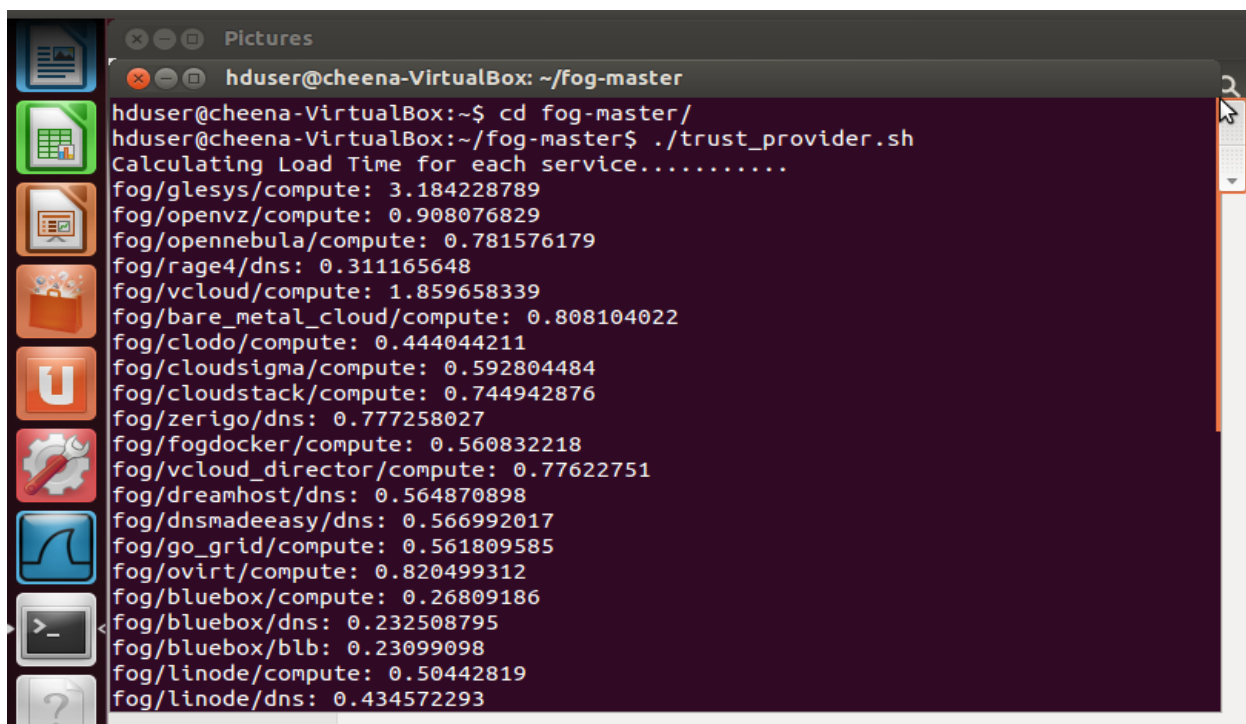 Pictures
hduser@cheena-VirtualBox: ~/fog-master
hduser@cheena-VirtualBox:~$ cd fog-master/
hduser@cheena-VirtualBox:~/fog-master$ ./trust_provider.sh
Calculating Load Time for each service...........
fog/glesys/compute: 3.184228789
fog/openvz/compute: 0.908076829
fog/opennebula/compute: 0.781576179
fog/rage4/dns: 0.311165648
fog/vcloud/compute: 1.859658339
fog/bare_metal_cloud/compute: 0.808104022
fog/clodo/compute: 0.444044211
fog/cloudsigma/compute: 0.592804484
fog/cloudstack/compute: 0.744942876
fog/zerigo/dns: 0.777258027
fog/fogdocker/compute: 0.560832218
fog/vcloud_director/compute: 0.77622751
fog/dreamhost/dns: 0.564870898
fog/dnsmadeeasy/dns: 0.566992017
fog/go_grid/compute: 0.561809585
fog/ovirt/compute: 0.820499312
fog/bluebox/compute: 0.26809186
fog/bluebox/dns: 0.232508795
fog/bluebox/blb: 0.23099098
fog/linode/compute: 0.50442819
fog/linode/dns: 0.434572293